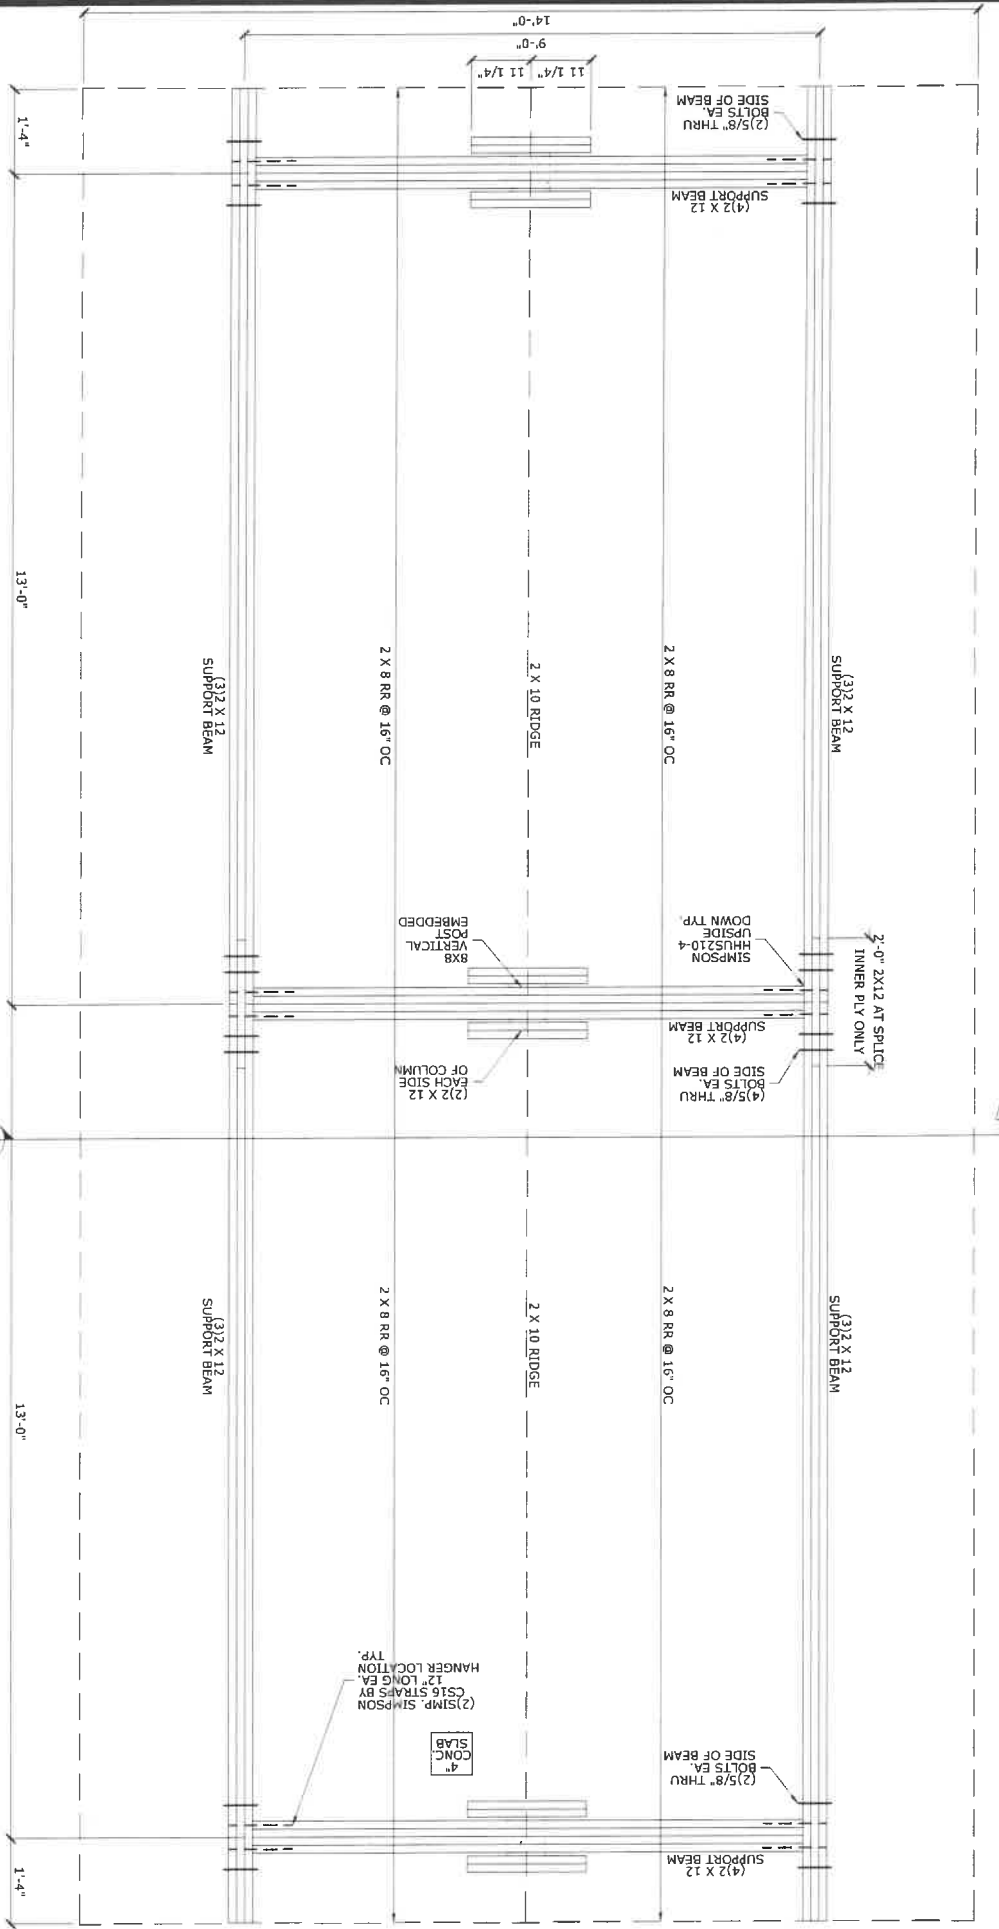 14'-0"
9'-0"
11 1/4"
11 1/4"
1'-4"
(2)5/8" THRU
BOLTS EA.
SIDE OF BEAM
(4)2 X 12
SUPPORT BEAM
13'-0"
(3)2 X 12
SUPPORT BEAM
2 X 8 RR @ 16" OC
2 X 10 RIDGE
2 X 8 RR @ 16" OC
(3)2 X 12
SUPPORT BEAM
8X8
VERTICAL
POST
EMBEDDED
SIMPSON
HHUS210-4
UPSIDE
DOWN TYP.
2'-0" 2X12 AT SPLICE
INNER PLY ONLY
(4)2 X 12
SUPPORT BEAM
(2)2 X 12
EACH SIDE
OF COLUMN
(4)5/8" THRU
BOLTS EA.
SIDE OF BEAM
(3)2 X 12
SUPPORT BEAM
2 X 8 RR @ 16" OC
2 X 10 RIDGE
2 X 8 RR @ 16" OC
(3)2 X 12
SUPPORT BEAM
13'-0"
(2)SIMP. SIMPSON
CS16 STRAPS BY
12" LONG EA.
HANGER LOCATION
TYP.
4"
CONC.
SLAB
(2)5/8" THRU
BOLTS EA.
SIDE OF BEAM
(4)2 X 12
SUPPORT BEAM
1'-4"